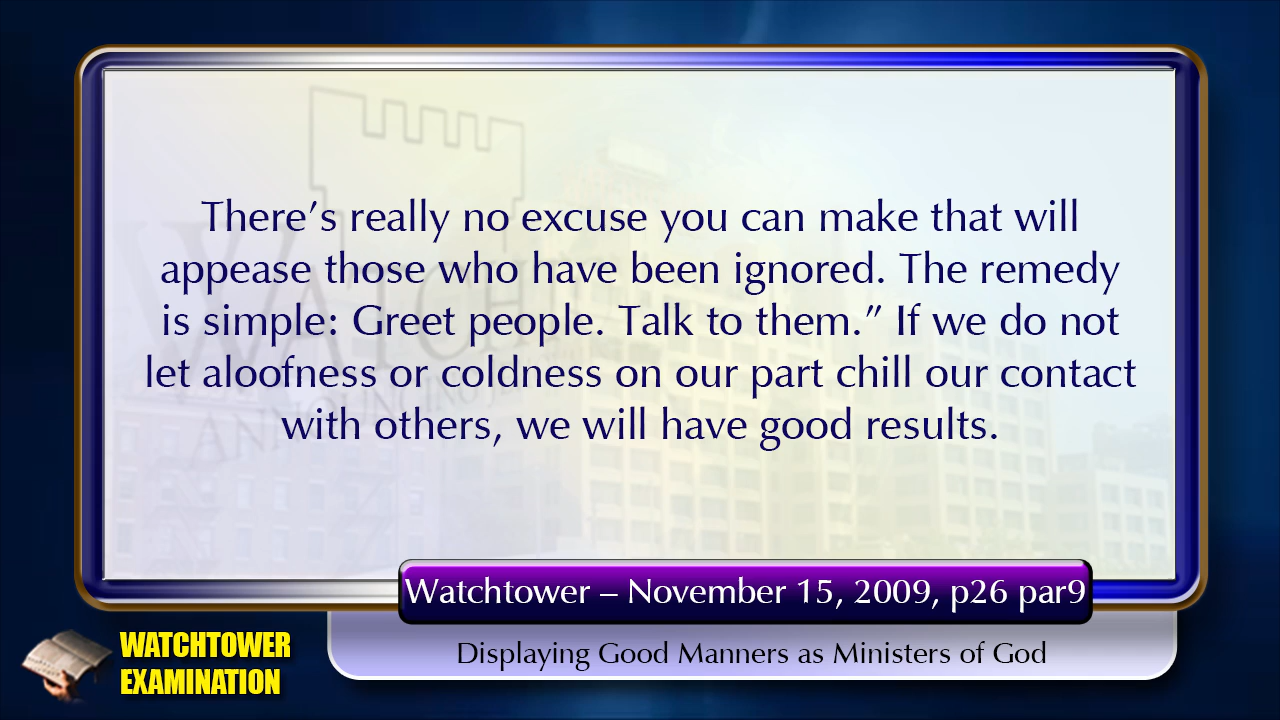 There’s really no excuse you can make that will
appease those who have been ignored. The remedy
is simple: Greet people. Talk to them.” If we do not
let aloofness or coldness on our part chill our contact
with others, we will have good results.
Watchtower – November 15, 2009, p26 par9
Displaying Good Manners as Ministers of God
WATCHTOWER
EXAMINATION